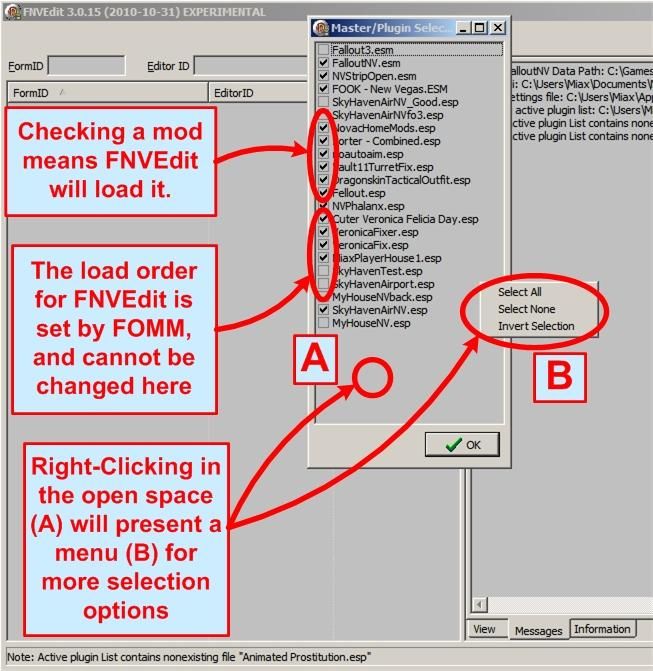 FNVEdit 3.0.15 (2010-10-31) EXPERIMENTAL
Master/Plugin Selec...
FormID
Editor ID
FormID
EditorID
Fallout3.esm
FalloutNV.esm
NVStripOpen.esm
FOOK - New Vegas.ESM
SkyHavenAirNV_Good.esp
SkyHavenAirNVfo3.esp
NovacHomeMods.esp
Porter - Combined.esp
noautoaim.esp
Vault11TurretFix.esp
DragonskinTacticalOutfit.esp
Fellout.esp
NVPhalanx.esp
Cuter Veronica Felicia Day.esp
VeronicaFixer.esp
VeronicaFix.esp
MiaxPlayerHouse1.esp
SkyHavenTest.esp
SkyHavenAirport.esp
MyHouseNVback.esp
SkyHavenAirNV.esp
MyHouseNV.esp
OK
alloutNV Data Path: C:\Games
i: C:\Users\Miax\Documents\M
ettings file: C:\Users\Miax\App
active plugin list: C:\Users\M
ctive plugin List contains none
ctive plugin List contains none
Checking a mod
means FNVEdit
will load it.
The load order
for FNVEdit is
set by FOMM,
and cannot be
changed here
A
Select All
Select None
Invert Selection
B
Right-Clicking in
the open space
(A) will present a
menu (B) for
more selection
options
View
Messages
Information
Note: Active plugin List contains nonexisting file "Animated Prostitution.esp"